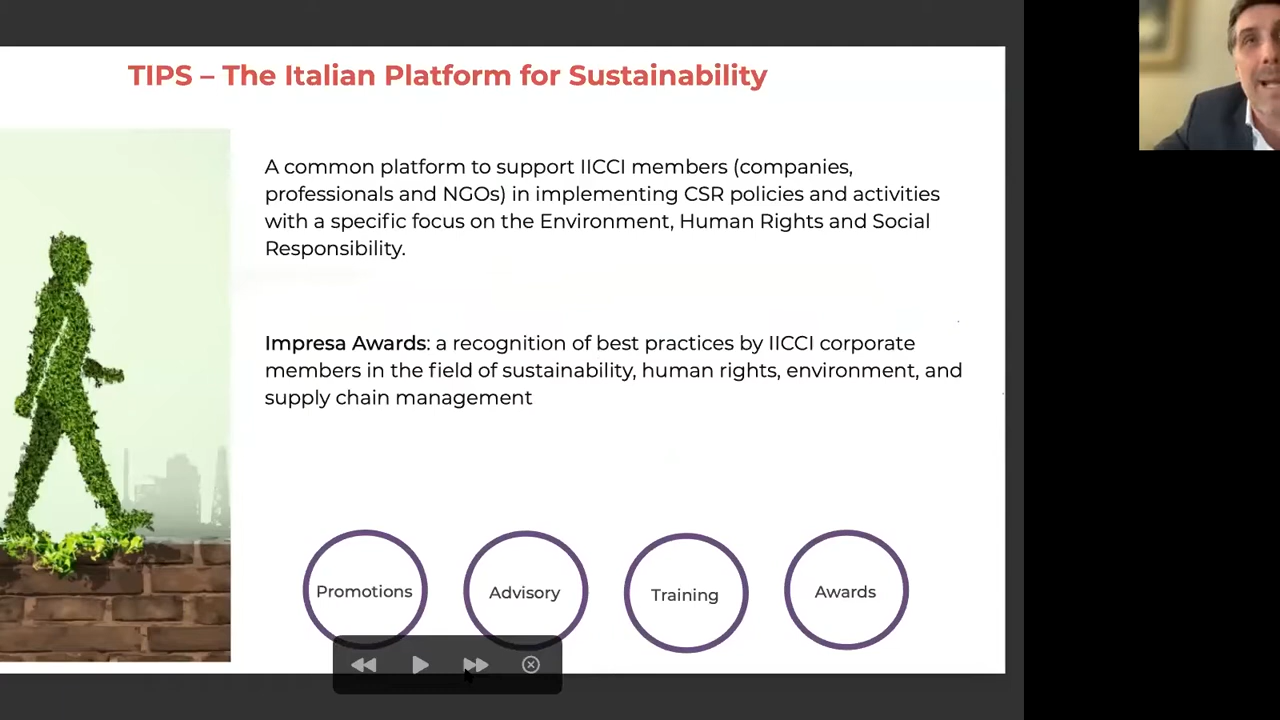 TIPS – The Italian Platform for Sustainability
A common platform to support IICCI members (companies,
professionals and NGOs) in implementing CSR policies and activities
with a specific focus on the Environment, Human Rights and Social
Responsibility.
Impresa Awards: a recognition of best practices by IICCI corporate
members in the field of sustainability, human rights, environment, and
supply chain management
Promotions
Advisory
Training
Awards